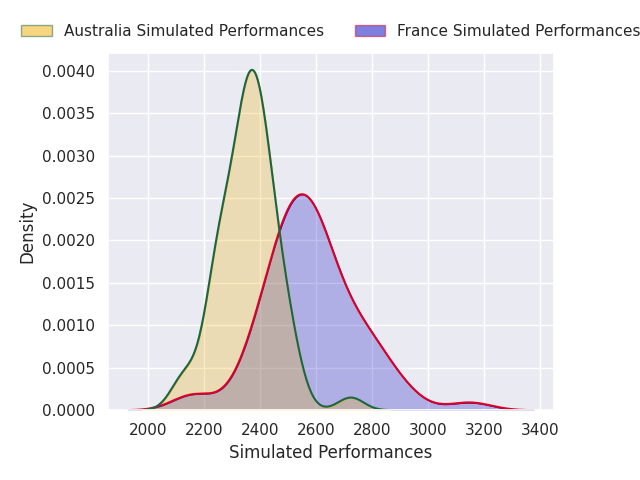 Australia Simulated Performances France Simulated Performances
0.0040
0.0035
0.0030
0.0025
0.0020
0.0015
0.0010
0.0005
0.0000
Density
2000 2200 2400 2600 2800 3000 3200 3400
Simulated Performances